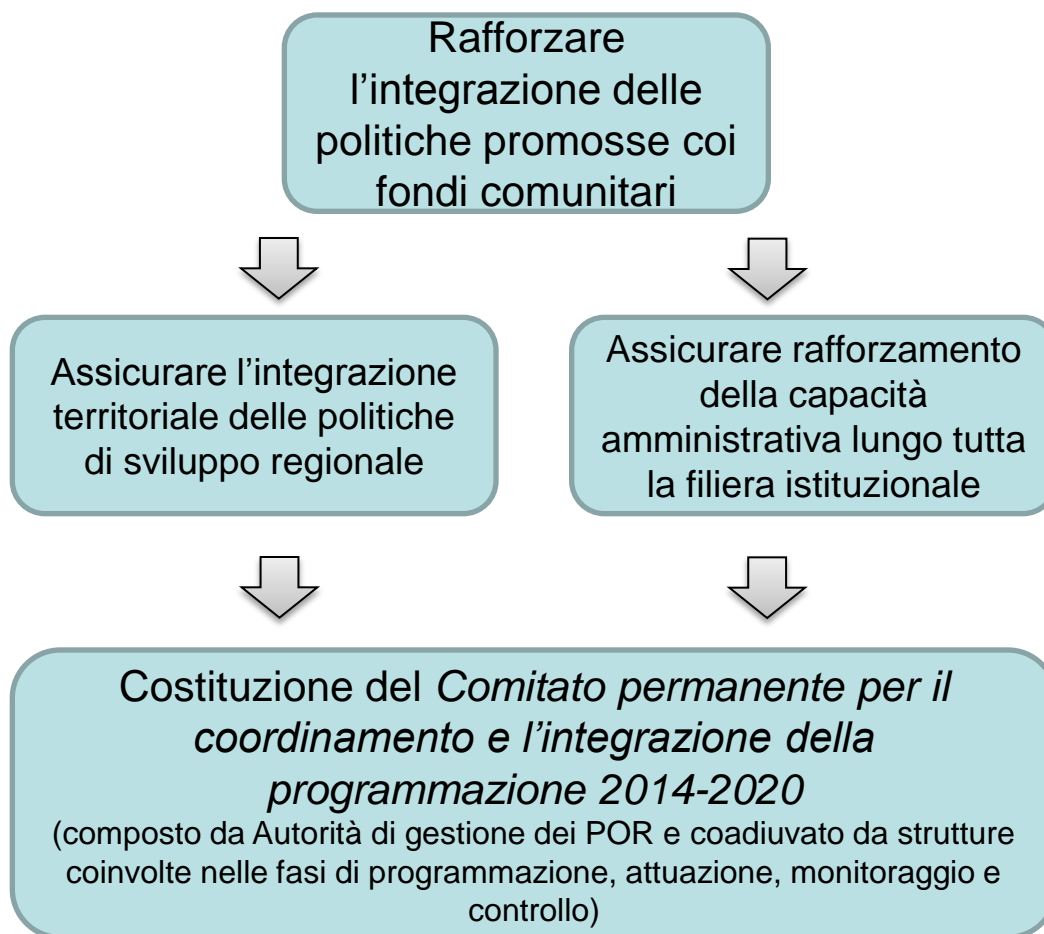 Rafforzare
l’integrazione delle
politiche promosse coi
fondi comunitari
Assicurare l’integrazione
territoriale delle politiche
di sviluppo regionale
Assicurare rafforzamento
della capacità
amministrativa lungo tutta
la filiera istituzionale
Costituzione del Comitato permanente per il
coordinamento e l’integrazione della
programmazione 2014-2020
(composto da Autorità di gestione dei POR e coadiuvato da strutture
coinvolte nelle fasi di programmazione, attuazione, monitoraggio e
controllo)